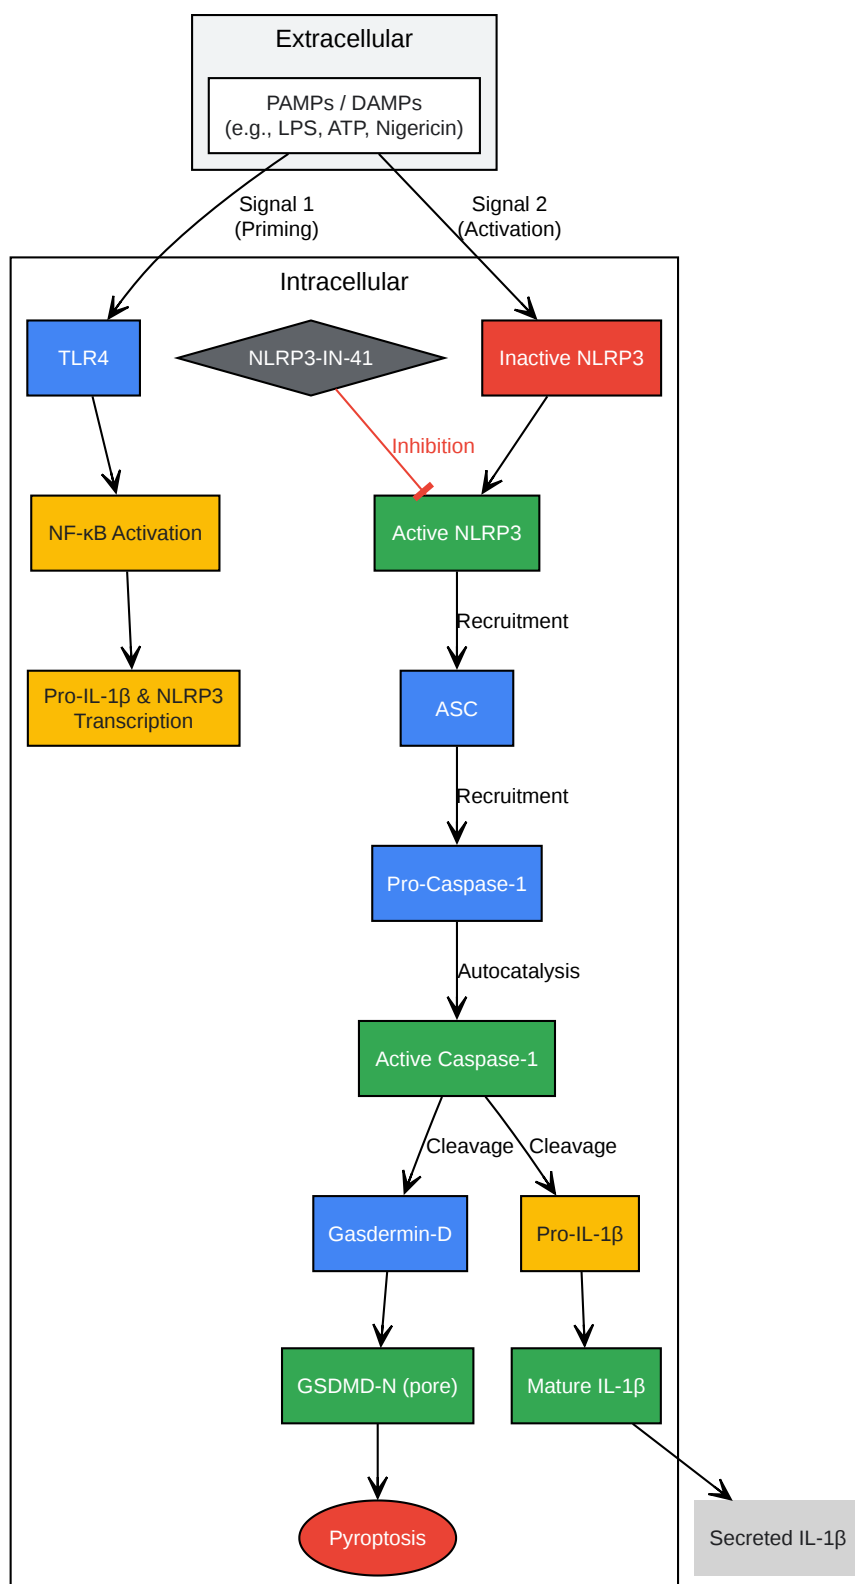 Extracellular
PAMPs / DAMPs
(e.g., LPS, ATP, Nigericin)
Signal 1
(Priming)
Signal 2
(Activation)
Intracellular
TLR4
NLRP3-IN-41
Inactive NLRP3
Inhibition
NF-κB Activation
Active NLRP3
Recruitment
Pro-IL-1β & NLRP3
Transcription
ASC
Recruitment
Pro-Caspase-1
Autocatalysis
Active Caspase-1
Cleavage
Cleavage
Gasdermin-D
Pro-IL-1β
GSDMD-N (pore)
Mature IL-1β
Pyroptosis
Secreted IL-1β